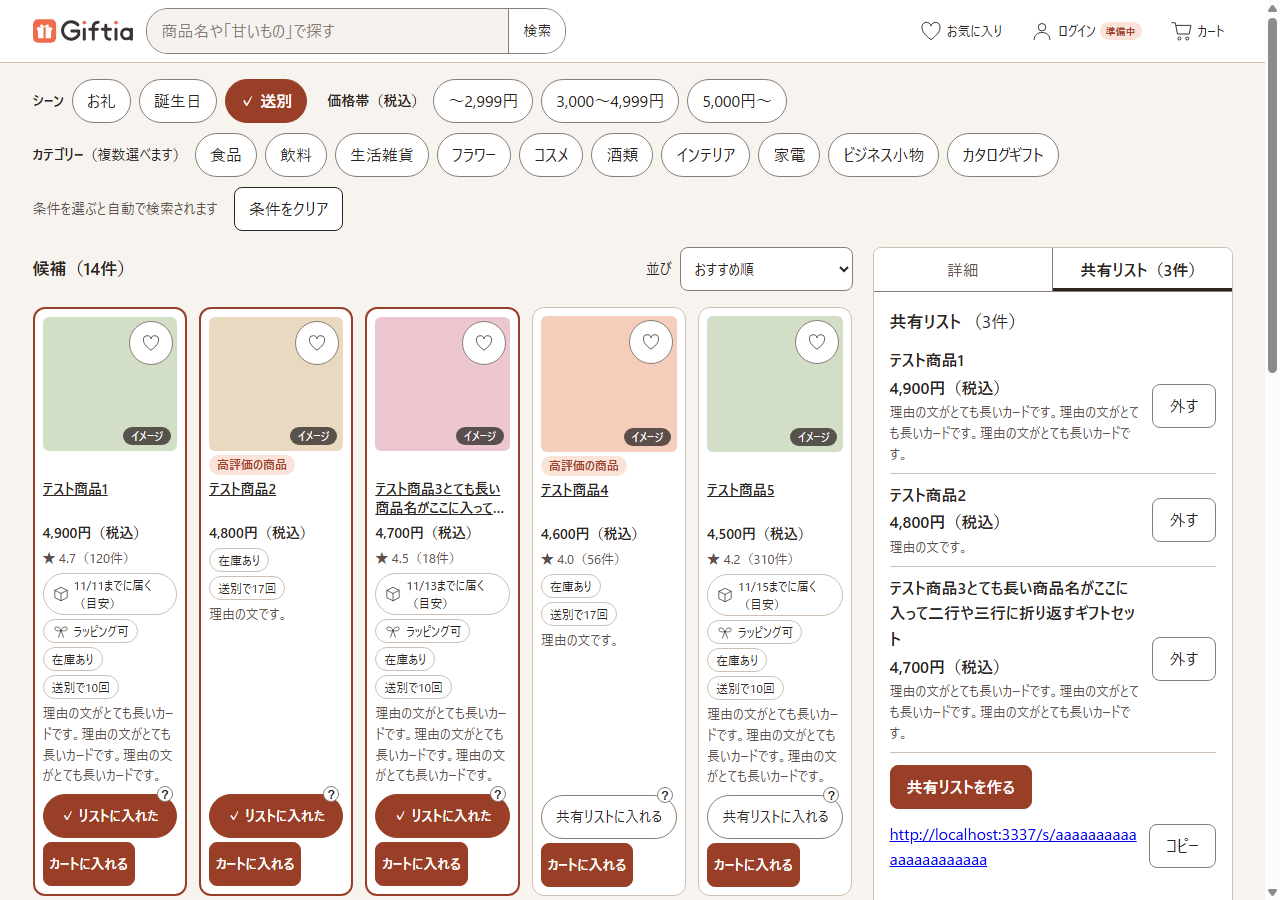 Giftia
商品名や「甘いもの」で探す
検索
お気に入り
ログイン 準備中
カート
シーン お礼 誕生日 ✓ 送別 価格帯（税込） ～2,999円 3,000～4,999円 5,000円～
カテゴリー（複数選べます） 食品 飲料 生活雑貨 フラワー コスメ 酒類 インテリア 家電 ビジネス小物 カタログギフト
条件を選ぶと自動で検索されます 条件をクリア
候補（14件）
並び おすすめ順
イメージ
テスト商品1
4,900円（税込）
★ 4.7（120件）
11/11までに届く
（目安）
ラッピング可
在庫あり
送別で10回
理由の文がとても長いカー
ドです。理由の文がとても
長いカードです。理由の文
がとても長いカードです。
?
✓ リストに入れた
カートに入れる
イメージ
高評価の商品
テスト商品2
4,800円（税込）
在庫あり
送別で17回
理由の文です。
?
✓ リストに入れた
カートに入れる
イメージ
テスト商品3とても長い
商品名がここに入って...
4,700円（税込）
★ 4.5（18件）
11/13までに届く
（目安）
ラッピング可
在庫あり
送別で10回
理由の文がとても長いカー
ドです。理由の文がとても
長いカードです。理由の文
がとても長いカードです。
?
✓ リストに入れた
カートに入れる
イメージ
高評価の商品
テスト商品4
4,600円（税込）
★ 4.0（56件）
在庫あり
送別で17回
理由の文です。
?
共有リストに入れる
カートに入れる
イメージ
テスト商品5
4,500円（税込）
★ 4.2（310件）
11/15までに届く
（目安）
ラッピング可
在庫あり
送別で10回
理由の文がとても長いカー
ドです。理由の文がとても
長いカードです。理由の文
がとても長いカードです。
?
共有リストに入れる
カートに入れる
詳細
共有リスト（3件）
共有リスト（3件）
テスト商品1
4,900円（税込）
理由の文がとても長いカードです。理由の文がとて
も長いカードです。理由の文がとても長いカードで
す。
外す
テスト商品2
4,800円（税込）
理由の文です。
外す
テスト商品3とても長い商品名がここに
入って二行や三行に折り返すギフトセッ
ト
4,700円（税込）
理由の文がとても長いカードです。理由の文がとて
も長いカードです。理由の文がとても長いカードで
す。
外す
共有リストを作る
http://localhost:3337/s/aaaaaaaaaa
aaaaaaaaaaaa
コピー